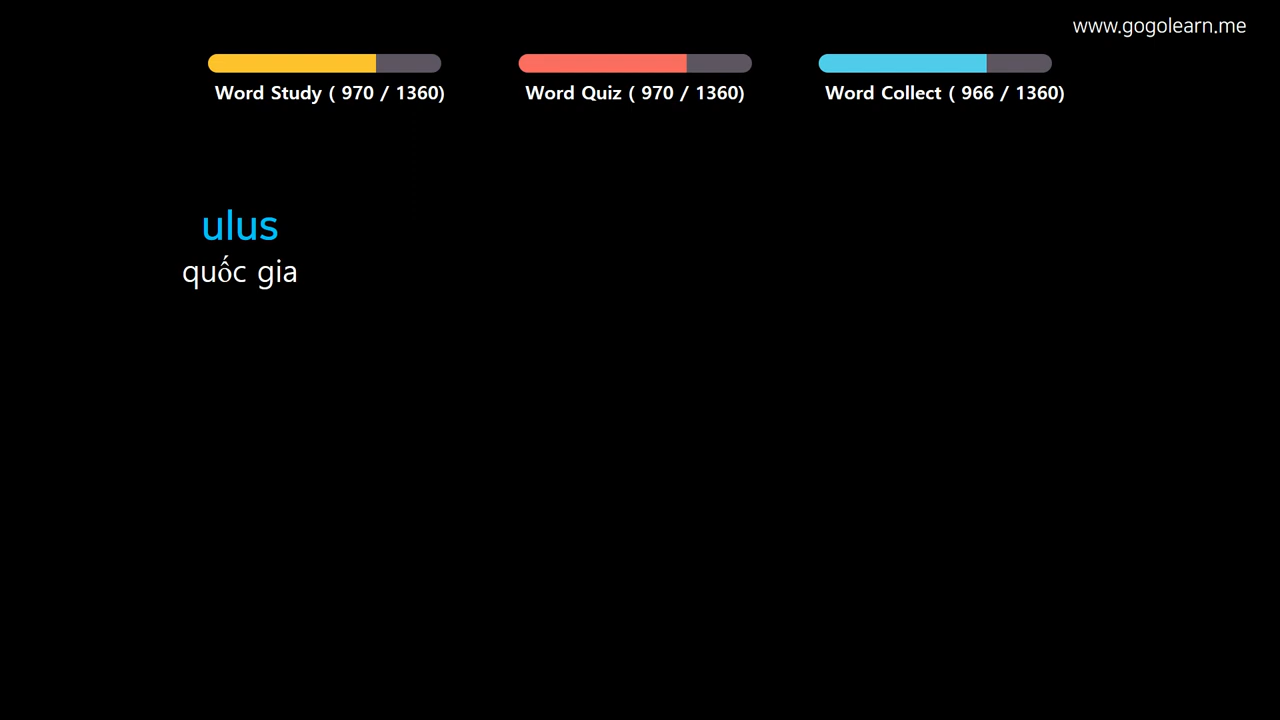 www.gogolearn.me
Word Study ( 970 / 1360)
Word Quiz ( 970 / 1360)
Word Collect ( 966 / 1360)
ulus
quốc gia